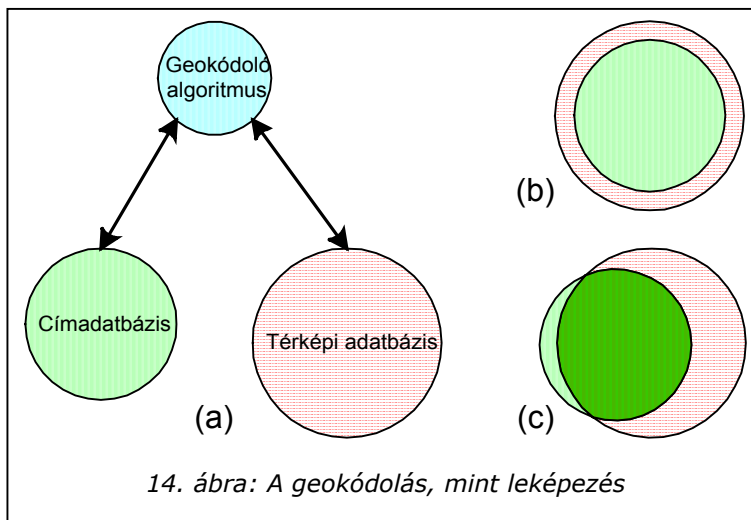 Geokódoló
algoritmus
(b)
Címadatbázis
Térképi adatbázis
(a)
(c)
14. ábra: A geokódolás, mint leképezés